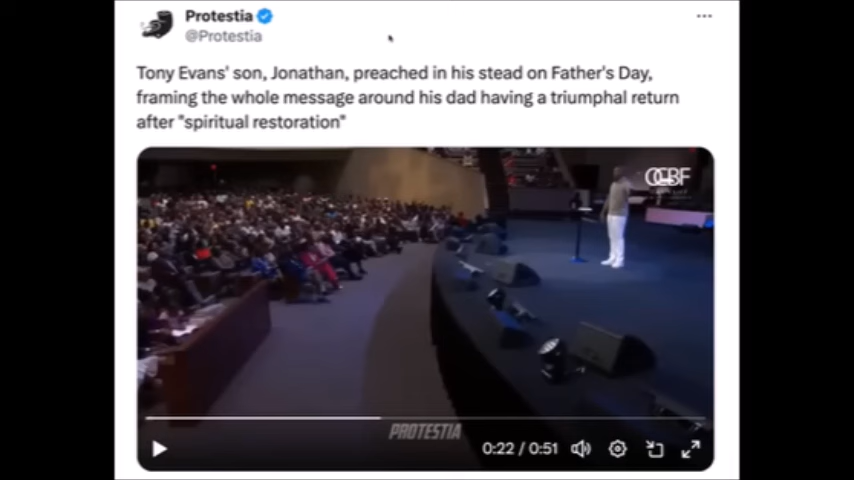 Protestia
@Protestia
Tony Evans' son, Jonathan, preached in his stead on Father's Day,
framing the whole message around his dad having a triumphal return
after "spiritual restoration"
OCBF
PROTESTIA
0:22 / 0:51